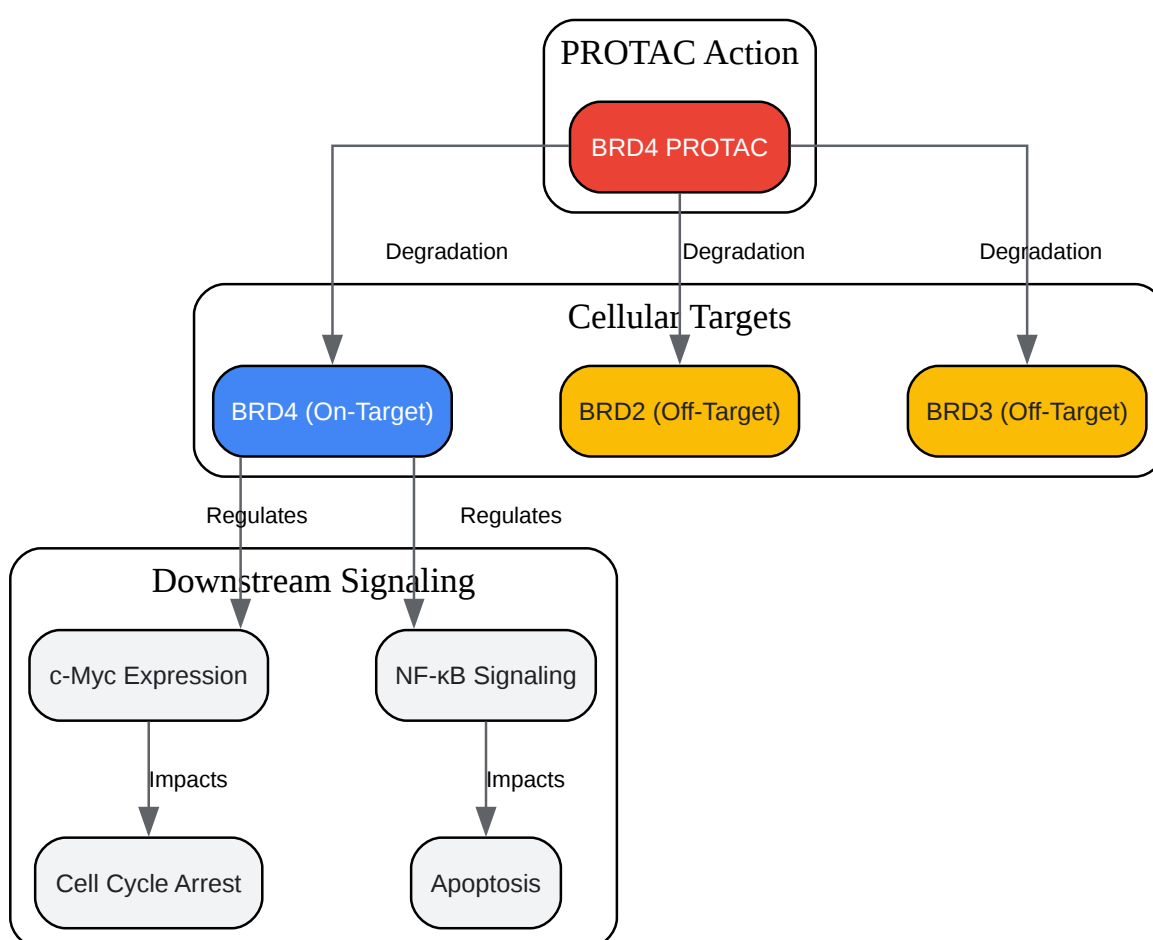 PROTAC Action
BRD4 PROTAC
Degradation
Degradation
Degradation
Cellular Targets
BRD4 (On-Target)
BRD2 (Off-Target)
BRD3 (Off-Target)
Regulates
Regulates
Downstream Signaling
c-Myc Expression
NF-κB Signaling
Impacts
Impacts
Cell Cycle Arrest
Apoptosis